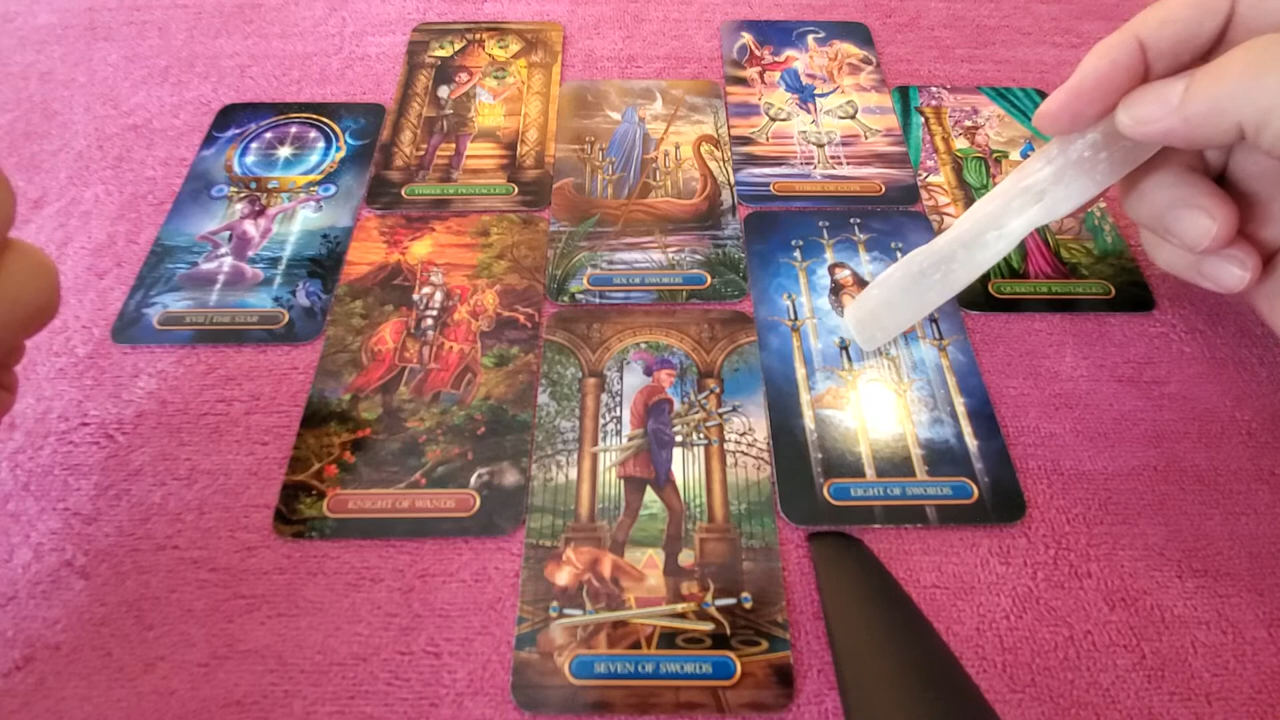 THREE OF PENTACLES
THREE OF CUPS
SIX OF SWORDS
QUEEN OF PENTACLES
XVII / THE STAR
KNIGHT OF WANDS
EIGHT OF SWORDS
SEVEN OF SWORDS